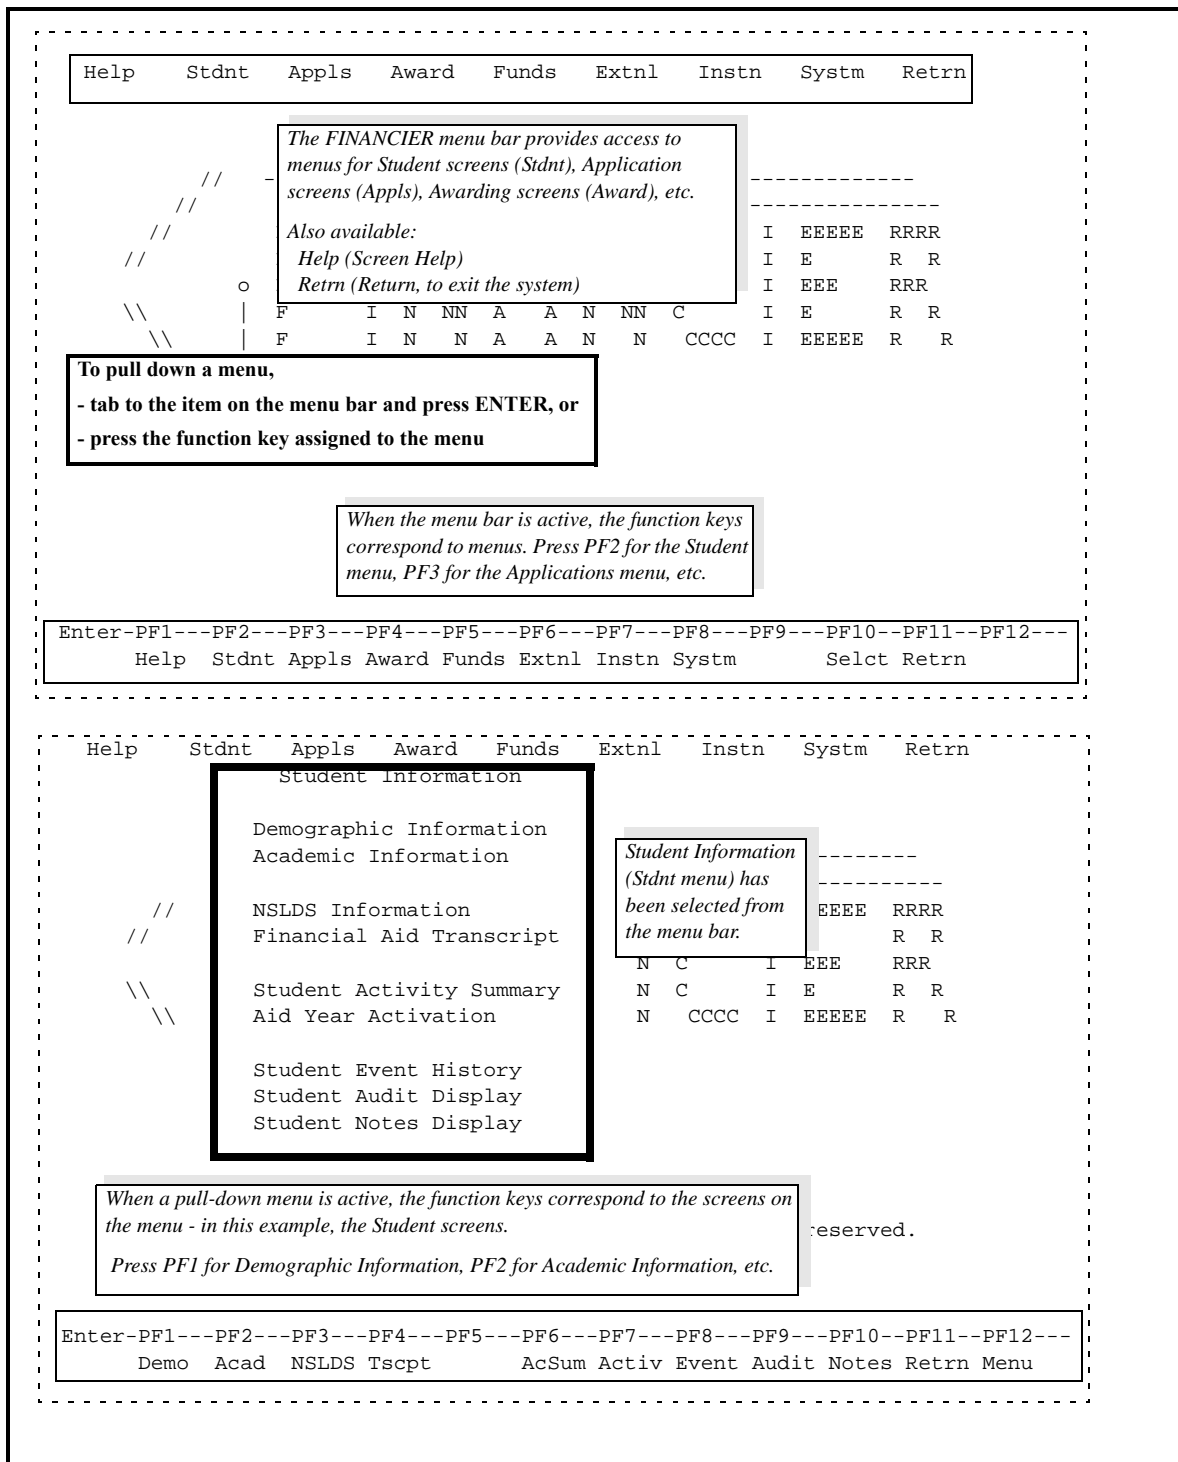 Help Stdnt Appls Award Funds Extnl Instn Systm Retrn
The FINANCIER menu bar provides access to
menus for Student screens (Stdnt), Application
screens (Appls), Awarding screens (Award), etc.
Also available:
Help (Screen Help)
Retrn (Return, to exit the system)
// - -------------
// ---------------
// I EEEEE RRRR
// I E R R
o I EEE RRR
\\ | F I N NN A A N NN C I E R R
\\ | F I N N A A N N CCCC I EEEEE R R
To pull down a menu,
- tab to the item on the menu bar and press ENTER, or
- press the function key assigned to the menu
When the menu bar is active, the function keys
correspond to menus. Press PF2 for the Student
menu, PF3 for the Applications menu, etc.
Enter-PF1---PF2---PF3---PF4---PF5---PF6---PF7---PF8---PF9---PF10--PF11--PF12---
Help Stdnt Appls Award Funds Extnl Instn Systm Selct Retrn
Help Stdnt Appls Award Funds Extnl Instn Systm Retrn
Student Information
Demographic Information
Academic Information
NSLDS Information
Financial Aid Transcript
Student Activity Summary
Aid Year Activation
Student Event History
Student Audit Display
Student Notes Display
Student Information
(Stdnt menu) has
been selected from
the menu bar.
--------
----------
// EEEE RRRR
// R R
N C I EEE RRR
\\ N C I E R R
\\ N CCCC I EEEEE R R
When a pull-down menu is active, the function keys correspond to the screens on
the menu - in this example, the Student screens.
Press PF1 for Demographic Information, PF2 for Academic Information, etc.
reserved.
Enter-PF1---PF2---PF3---PF4---PF5---PF6---PF7---PF8---PF9---PF10--PF11--PF12---
Demo Acad NSLDS Tscpt AcSum Activ Event Audit Notes Retrn Menu